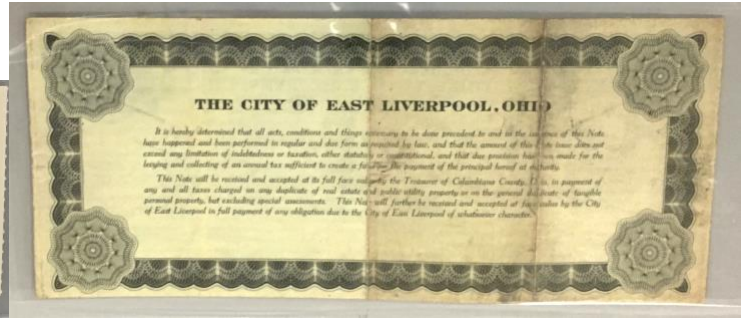 THE CITY OF EAST LIVERPOOL, OHIO
It is hereby determined that all acts, conditions and things necessary to be done precedent to and in the issuance of this Note
have happened and been performed in regular and due form as required by law, and that the amount of this issue does not
exceed any limitation of indebtedness or taxation, either statutory or constitutional, and that due provision has been made for the
levying and collecting of an annual tax sufficient to create a for the payment of the principal hereof at maturity.
This Note will be received and accepted at its full face value by the Treasurer of Columbiana County, Ohio, in payment of
any and all taxes charged on any duplicate of real estate and public utility property or on the general duplicate of tangible
personal property, but excluding special assessments. This Note will further be received and accepted at face value by the City
of East Liverpool in full payment of any obligation due to the City of East Liverpool of whatsoever character.